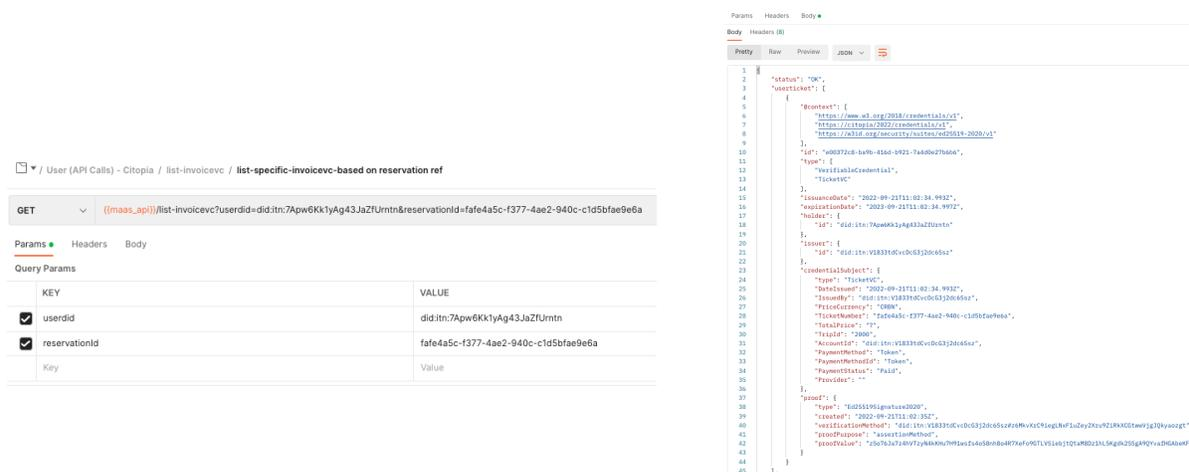 / User (API Calls) - Citopia / list-invoicevc / list-specific-invoicevc-based on reservation ref
GET {{maas_api}}/list-invoicevc?userid=did:itn:7Apw6Kk1yAg43JaZfUrntn&reservationId=fafe4a5c-f377-4ae2-940c-c1d5bfae9e6a
Params Headers Body
Query Params
KEY VALUE
userdid did:itn:7Apw6Kk1yAg43JaZfUrntn
reservationId fafe4a5c-f377-4ae2-940c-c1d5bfae9e6a
Key Value
Params Headers Body
Body Headers (8)
Pretty Raw Preview JSON
1 {
2 "status": "OK",
3 "userticket": [
4 {
5 "@context": [
6 "https://www.w3.org/2018/credentials/v1",
7 "https://citopia/2022/credentials/v1",
8 "https://w3id.org/security/suites/ed25519-2020/v1"
9 ],
10 "id": "e00372c8-ba9b-416d-b921-7a4d0e27b6b6",
11 "type": [
12 "VerifiableCredential",
13 "TicketVC"
14 ],
15 "issuanceDate": "2022-09-21T11:02:34.993Z",
16 "expirationDate": "2023-09-21T11:02:34.997Z",
17 "holder": {
18 "id": "did:itn:7Apw6Kk1yAg43JaZfUrntn"
19 },
20 "issuer": {
21 "id": "did:itn:V1833tdCvcDcG3j2dc6Ssz"
22 },
23 "credentialSubject": {
24 "type": "TicketVC",
25 "DateIssued": "2022-09-21T11:02:34.993Z",
26 "IssuedBy": "did:itn:V1833tdCvcDcG3j2dc6Ssz",
27 "PriceCurrency": "CRBN",
28 "TicketNumber": "fafe4a5c-f377-4ae2-940c-c1d5bfae9e6a",
29 "TotalPrice": "7",
30 "TripId": "2000",
31 "AccountId": "did:itn:V1833tdCvcDcG3j2dc6Ssz",
32 "PaymentMethod": "Token",
33 "PaymentMethodId": "Token",
34 "PaymentStatus": "Paid",
35 "Provider": ""
36 },
37 "proof": {
38 "type": "Ed25519Signature2020",
39 "created": "2022-09-21T11:02:35Z",
40 "verificationMethod":
41 "proofPurpose": "assertionMethod",
42 "proofValue":
43 }
44 }
45 ],